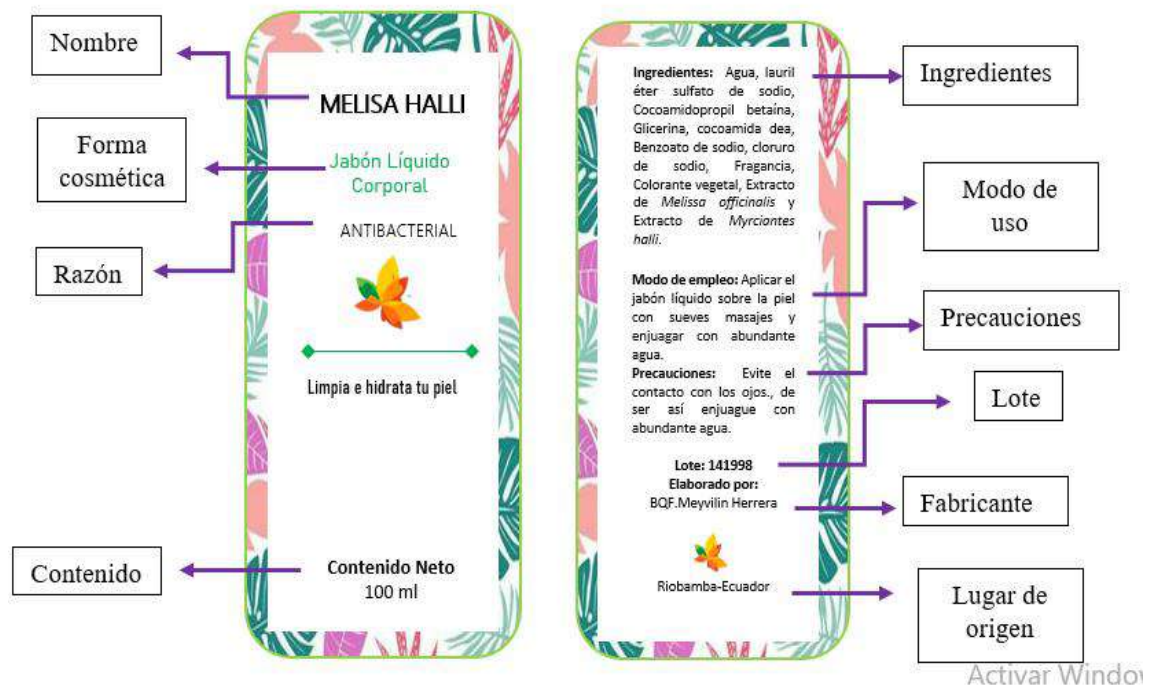 Nombre
Forma
cosmética
Razón
Contenido
MELISA HALLI
Jabón Líquido
Corporal
ANTIBACTERIAL
Limpia e hidrata tu piel
Contenido Neto
100 ml
Ingredientes: Agua, lauril
éter sulfato de sodio,
Cocoamidopropil betaína,
Glicerina, cocoamida dea,
Benzoato de sodio, cloruro
de sodio, Fragancia,
Colorante vegetal, Extracto
de Melissa officinalis y
Extracto de Myrciantes
halli.
Modo de empleo: Aplicar el
jabón líquido sobre la piel
con sueves masajes y
enjuagar con abundante
agua.
Precauciones: Evite el
contacto con los ojos., de
ser así enjuague con
abundante agua.
Lote: 141998
Elaborado por:
BQF.Meyvilin Herrera
Riobamba-Ecuador
Ingredientes
Modo de
uso
Precauciones
Lote
Fabricante
Lugar de
origen
Activar Window